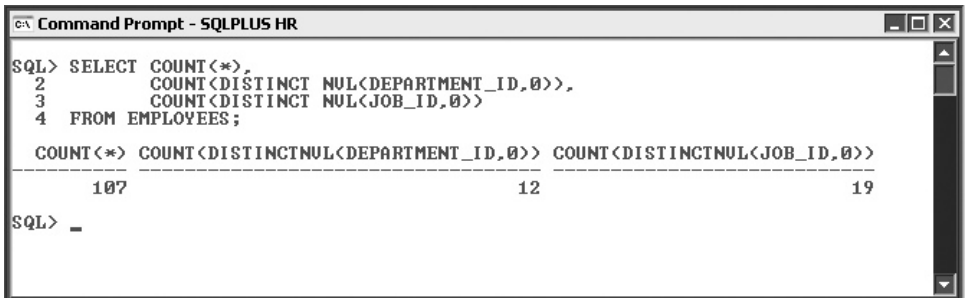 C:\ Command Prompt - SQLPLUS HR
SQL> SELECT COUNT(*),
2 COUNT(DISTINCT NVL(DEPARTMENT_ID,0)),
3 COUNT(DISTINCT NVL(JOB_ID,0))
4 FROM EMPLOYEES;
COUNT(*) COUNT(DISTINCTNVL(DEPARTMENT_ID,0)) COUNT(DISTINCTNVL(JOB_ID,0))
---------- ----------------------------------- ----------------------------
107 12 19
SQL> _